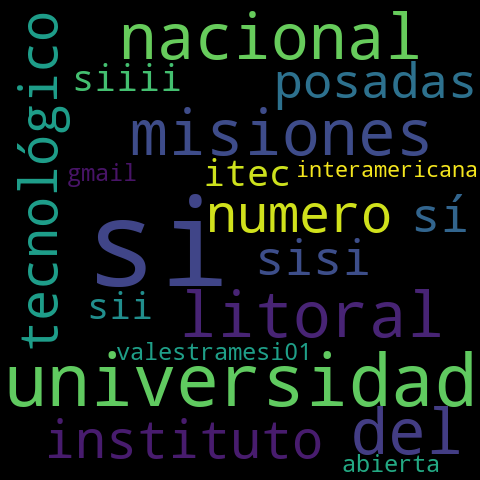 nacional
siiii
posadas
tecnológico
misiones
gmail
itec
interamericana
si
numero
sí
sisi
sii
litoral
valestramesi01
universidad
instituto
del
abierta